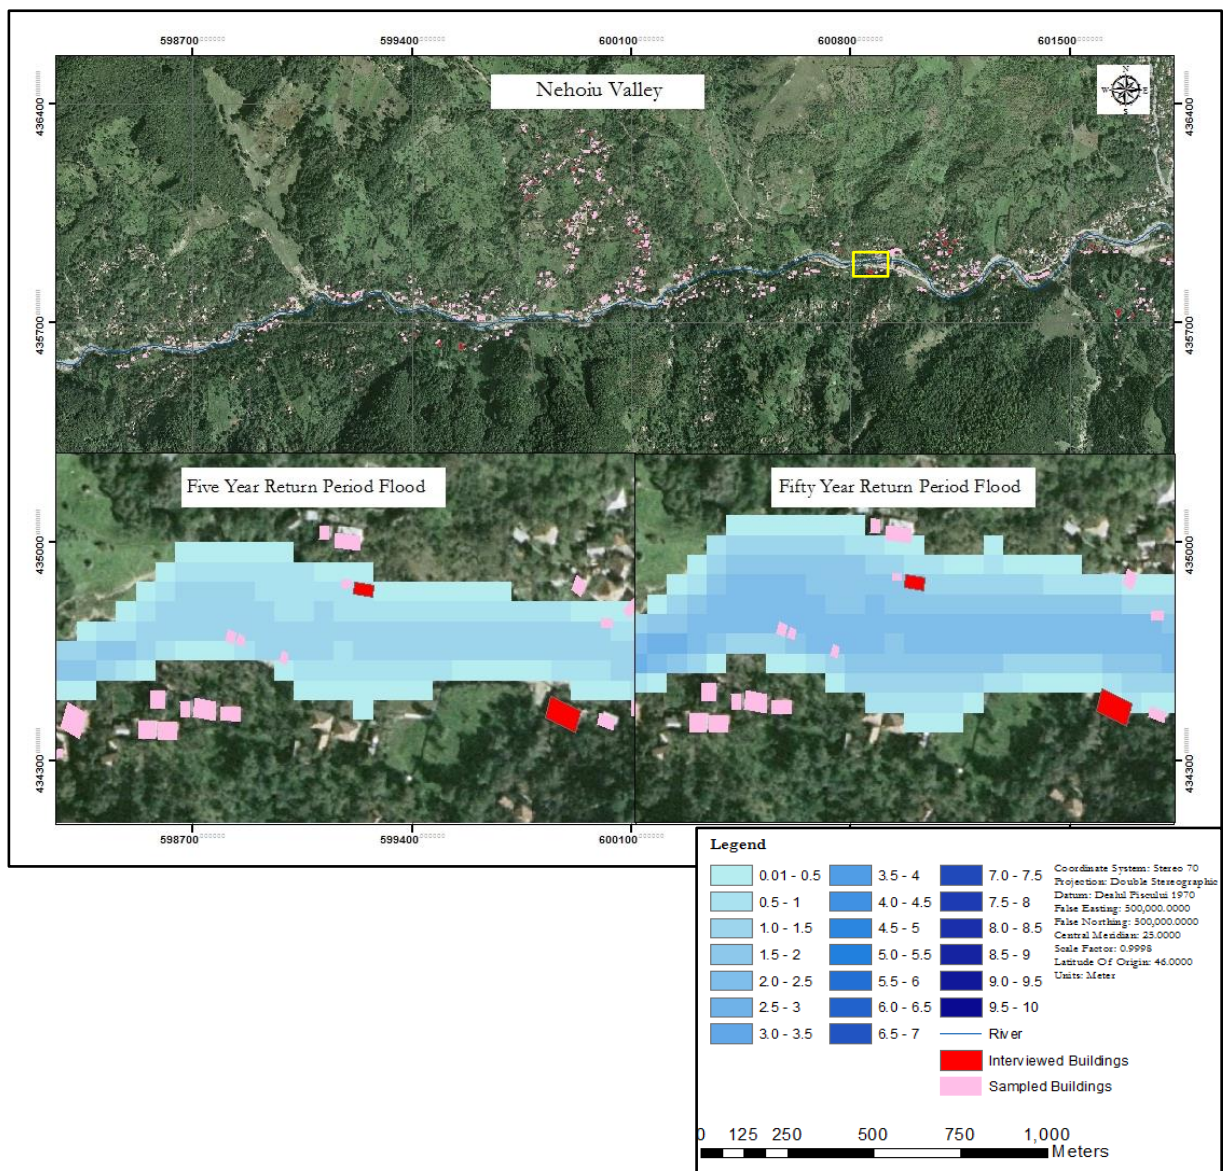 598700 599400 600100 600800 601500
436400 436400
Nehoiu Valley
N
W E
S
435700 435700
Five Year Return Period Flood
Fifty Year Return Period Flood
435000 435000
434300 434300
598700 599400 600100 600800 601500
Legend
0.01 - 0.5
0.5 - 1
1.0 - 1.5
1.5 - 2
2.0 - 2.5
2.5 - 3
3.0 - 3.5
3.5 - 4
4.0 - 4.5
4.5 - 5
5.0 - 5.5
5.5 - 6
6.0 - 6.5
6.5 - 7
7.0 - 7.5
7.5 - 8
8.0 - 8.5
8.5 - 9
9.0 - 9.5
9.5 - 10
River
Interviewed Buildings
Sampled Buildings
Coordinate System: Stereo 70
Projection: Double Stereographic
Datum: Dealul Piscului 1970
False Easting: 500,000.0000
False Northing: 500,000.0000
Central Meridian: 25.0000
Scale Factor: 0.9998
Latitude Of Origin: 46.0000
Units: Meter
0 125 250 500 750 1,000
Meters